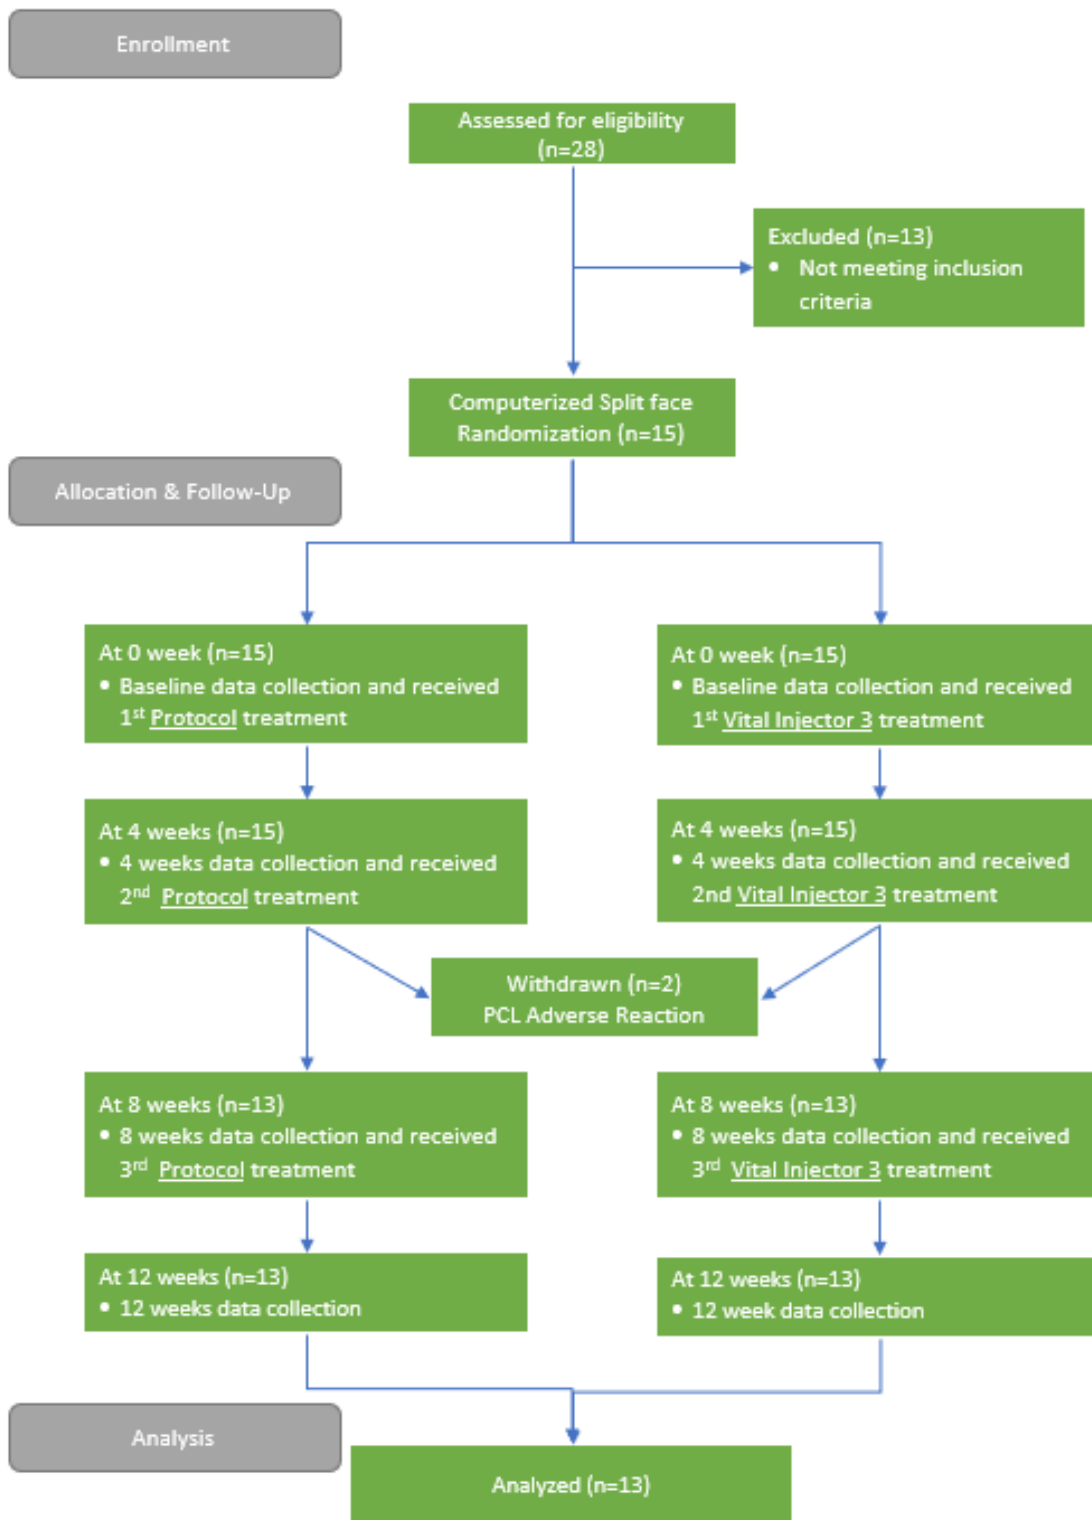 Enrollment
Assessed for eligibility
(n=28)
Excluded (n=13)
• Not meeting inclusion
criteria
Computerized Split face
Randomization (n=15)
Allocation & Follow-Up
At 0 week (n=15)
• Baseline data collection and received
1st Protocol treatment
At 0 week (n=15)
• Baseline data collection and received
1st Vital Injector 3 treatment
At 4 weeks (n=15)
• 4 weeks data collection and received
2nd Protocol treatment
At 4 weeks (n=15)
• 4 weeks data collection and received
2nd Vital Injector 3 treatment
Withdrawn (n=2)
PCL Adverse Reaction
At 8 weeks (n=13)
• 8 weeks data collection and received
3rd Protocol treatment
At 8 weeks (n=13)
• 8 weeks data collection and received
3rd Vital Injector 3 treatment
At 12 weeks (n=13)
• 12 weeks data collection
At 12 weeks (n=13)
• 12 week data collection
Analysis
Analyzed (n=13)